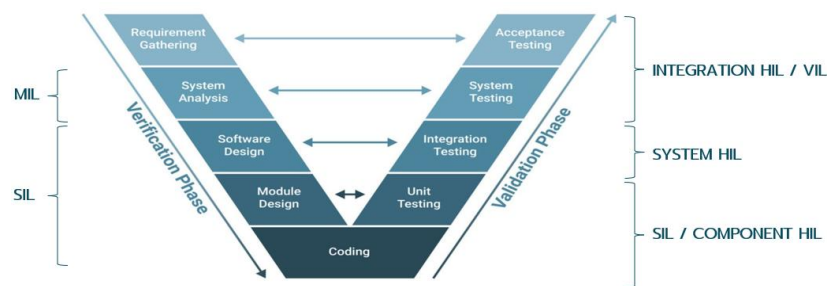 Requirement
Gathering
Acceptance
Testing
INTEGRATION HIL / VIL
MIL
System
Analysis
System
Testing
Verification Phase
Validation Phase
Software
Design
Integration
Testing
SYSTEM HIL
SIL
Module
Design
Unit
Testing
SIL / COMPONENT HIL
Coding